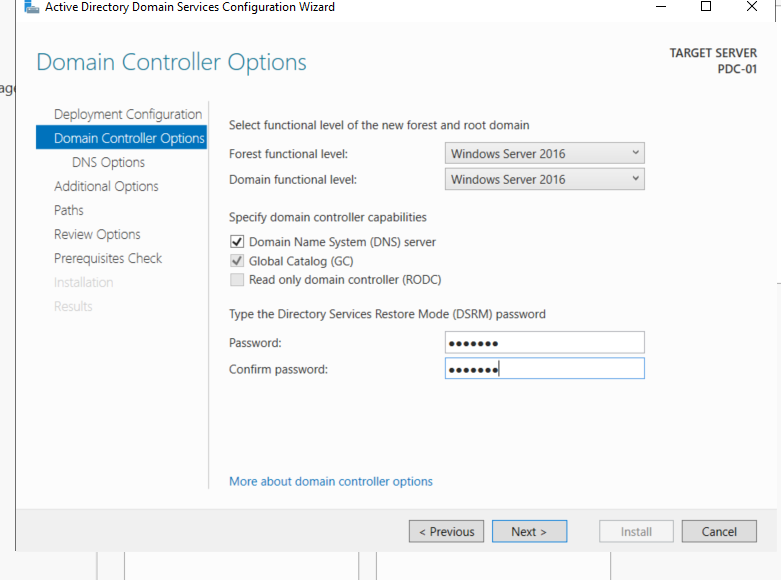 Active Directory Domain Services Configuration Wizard
Domain Controller Options
TARGET SERVER
PDC-01
Deployment Configuration
Domain Controller Options
DNS Options
Additional Options
Paths
Review Options
Prerequisites Check
Installation
Results
Select functional level of the new forest and root domain
Forest functional level: Windows Server 2016
Domain functional level: Windows Server 2016
Specify domain controller capabilities
Domain Name System (DNS) server
Global Catalog (GC)
Read only domain controller (RODC)
Type the Directory Services Restore Mode (DSRM) password
Password: •••••••
Confirm password: •••••••
More about domain controller options
< Previous Next > Install Cancel